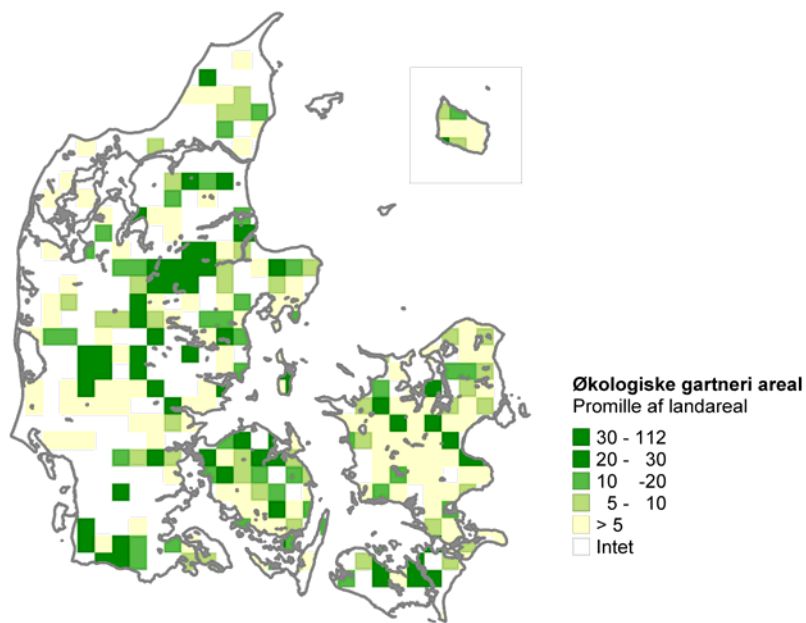 Økologiske gartneri areal
Promille af landareal
30 - 112
20 - 30
10 -20
5 - 10
> 5
Intet